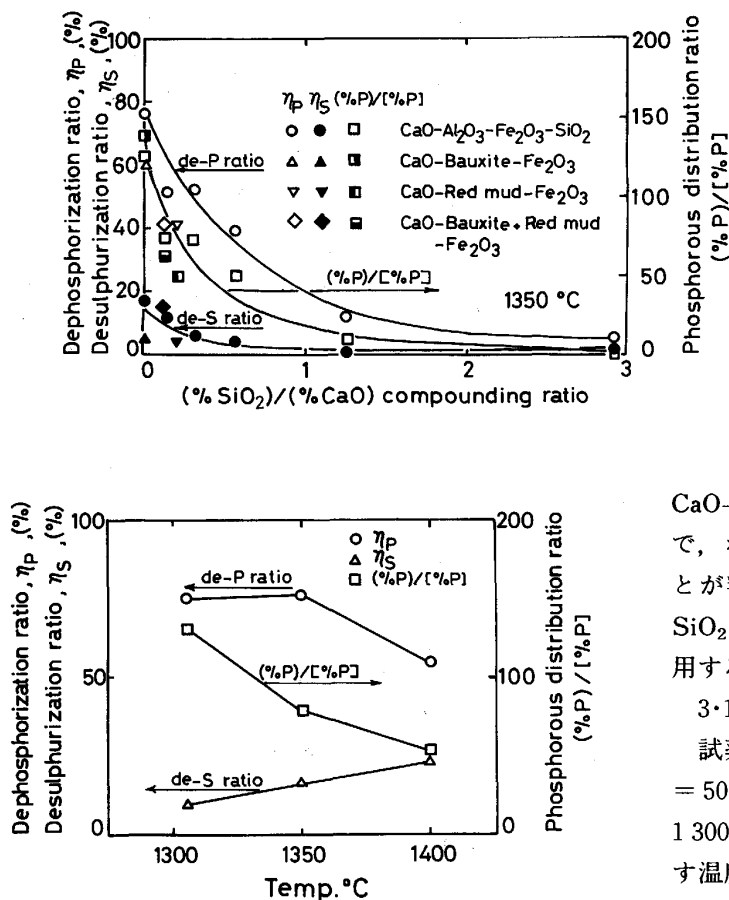 Dephosphorization ratio, ηP ,(%)
Desulphurization ratio, ηS ,(%)
100
80
60
40
20
0
200
150
100
50
0
Phosphorous distribution ratio
(%P)/[%P]
ηP ηS (%P)/[%P]
CaO-Al2O3-Fe2O3-SiO2
CaO-Bauxite-Fe2O3
CaO-Red mud-Fe2O3
CaO-Bauxite+Red mud
-Fe2O3
de-P ratio
(%P)/[%P]
de-S ratio
1350 °C
0 1 2 3
(%SiO2)/(%CaO) compounding ratio
Dephosphorization ratio, ηP ,(%)
Desulphurization ratio, ηS ,(%)
100
50
0
200
100
0
Phosphorous distribution ratio
(%P)/[%P]
ηP
ηS
(%P)/[%P]
de-P ratio
(%P)/[%P]
de-S ratio
1300 1350 1400
Temp.°C
CaO-
で，
とが
SiO2
用する
3·1
試
= 50
1300
す温